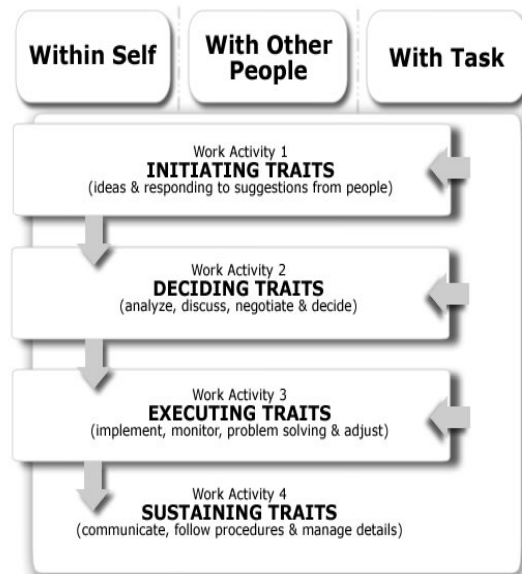 Within Self
With Other
People
With Task
Work Activity 1
INITIATING TRAITS
(ideas & responding to suggestions from people)
Work Activity 2
DECIDING TRAITS
(analyze, discuss, negotiate & decide)
Work Activity 3
EXECUTING TRAITS
(implement, monitor, problem solving & adjust)
Work Activity 4
SUSTAINING TRAITS
(communicate, follow procedures & manage details)